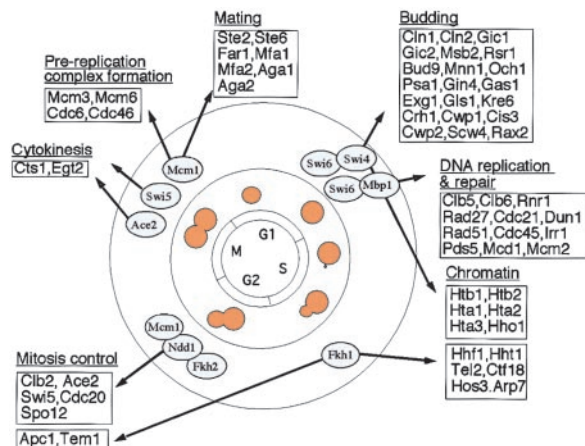 Mating
Ste2,Ste6
Far1,Mfa1
Mfa2,Aga1
Aga2
Budding
Cln1,Cln2,Gic1
Gic2,Msb2,Rsr1
Bud9,Mnn1,Och1
Psa1,Gin4,Gas1
Exg1,Gls1,Kre6
Crh1,Cwp1,Cis3
Cwp2,Scw4,Rax2
Pre-replication
complex formation
Mcm3,Mcm6
Cdc6,Cdc46
Cytokinesis
Cts1,Egt2
Mcm1
Swi5
Ace2
Swi6
Swi4
Swi6
Mbp1
DNA replication
& repair
Clb5,Clb6,Rnr1
Rad27,Cdc21,Dun1
Rad51,Cdc45,Irr1
Pds5,Mcd1,Mcm2
G1
M
S
G2
Chromatin
Htb1,Htb2
Hta1,Hta2
Hta3,Hho1
Hhf1,Hht1
Tel2,Ctf18
Hos3.Arp7
Mcm1
Ndd1
Fkh2
Fkh1
Mitosis control
Clb2, Ace2
Swi5,Cdc20
Spo12
Apc1,Tem1